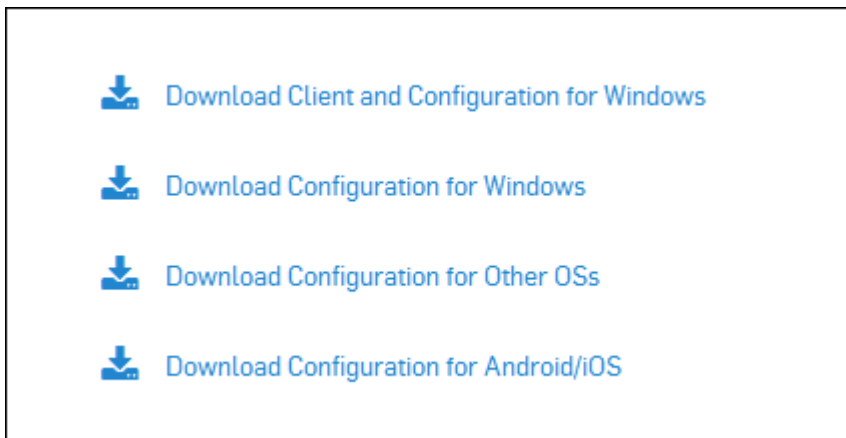 Download Client and Configuration for Windows
Download Configuration for Windows
Download Configuration for Other OSs
Download Configuration for Android/iOS